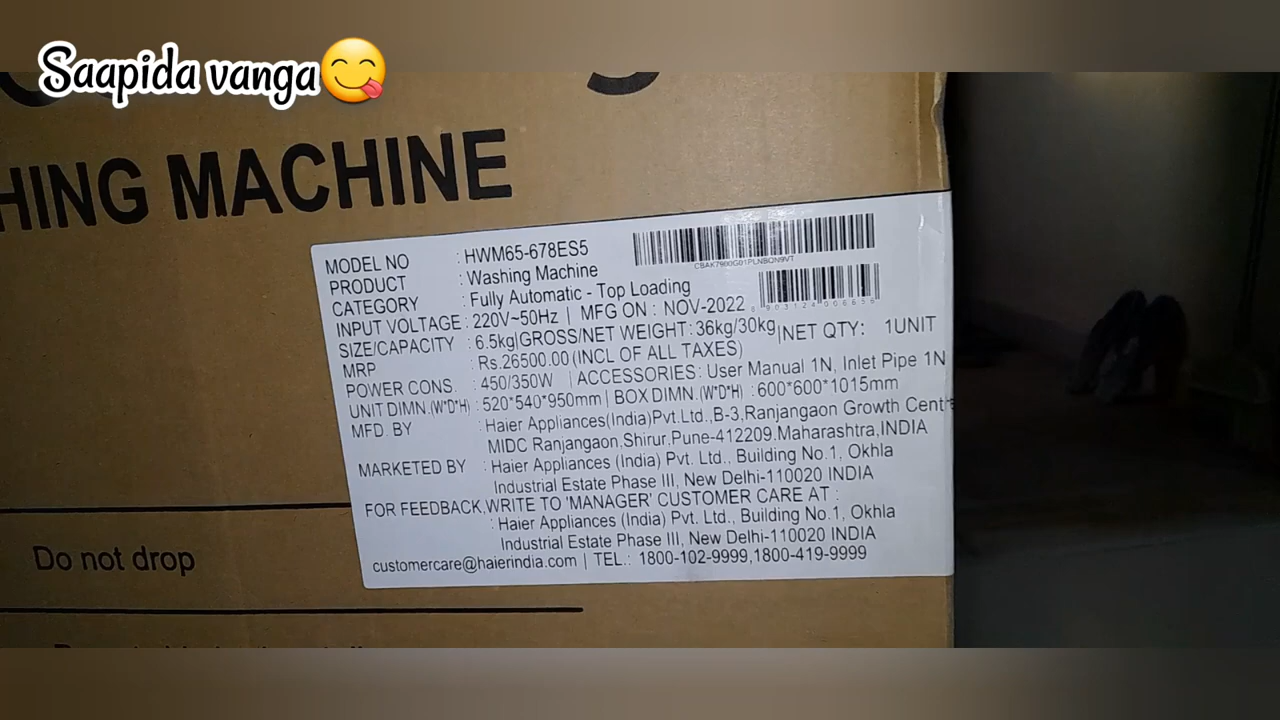 Saapida vanga😋
HING MACHINE
MODEL NO : HWM65-678ES5
PRODUCT : Washing Machine
CATEGORY : Fully Automatic - Top Loading
INPUT VOLTAGE : 220V~50Hz | MFG ON : NOV-2022
SIZE/CAPACITY : 6.5kg|GROSS/NET WEIGHT : 36kg/30kg|NET QTY: 1UNIT
MRP : Rs.26500.00 (INCL OF ALL TAXES)
POWER CONS. : 450/350W | ACCESSORIES: User Manual 1N, Inlet Pipe 1N
UNIT DIMN.(W*D*H) : 520*540*950mm | BOX DIMN.(W*D*H) : 600*600*1015mm
MFD. BY : Haier Appliances(India)Pvt.Ltd.,B-3,Ranjangaon Growth Centr
MIDC Ranjangaon,Shirur,Pune-412209.Maharashtra,INDIA
MARKETED BY : Haier Appliances (India) Pvt. Ltd., Building No.1, Okhla
Industrial Estate Phase III, New Delhi-110020 INDIA
FOR FEEDBACK,WRITE TO 'MANAGER' CUSTOMER CARE AT :
: Haier Appliances (India) Pvt. Ltd., Building No.1, Okhla
Industrial Estate Phase III, New Delhi-110020 INDIA
customercare@haierindia.com | TEL.: 1800-102-9999,1800-419-9999
Do not drop